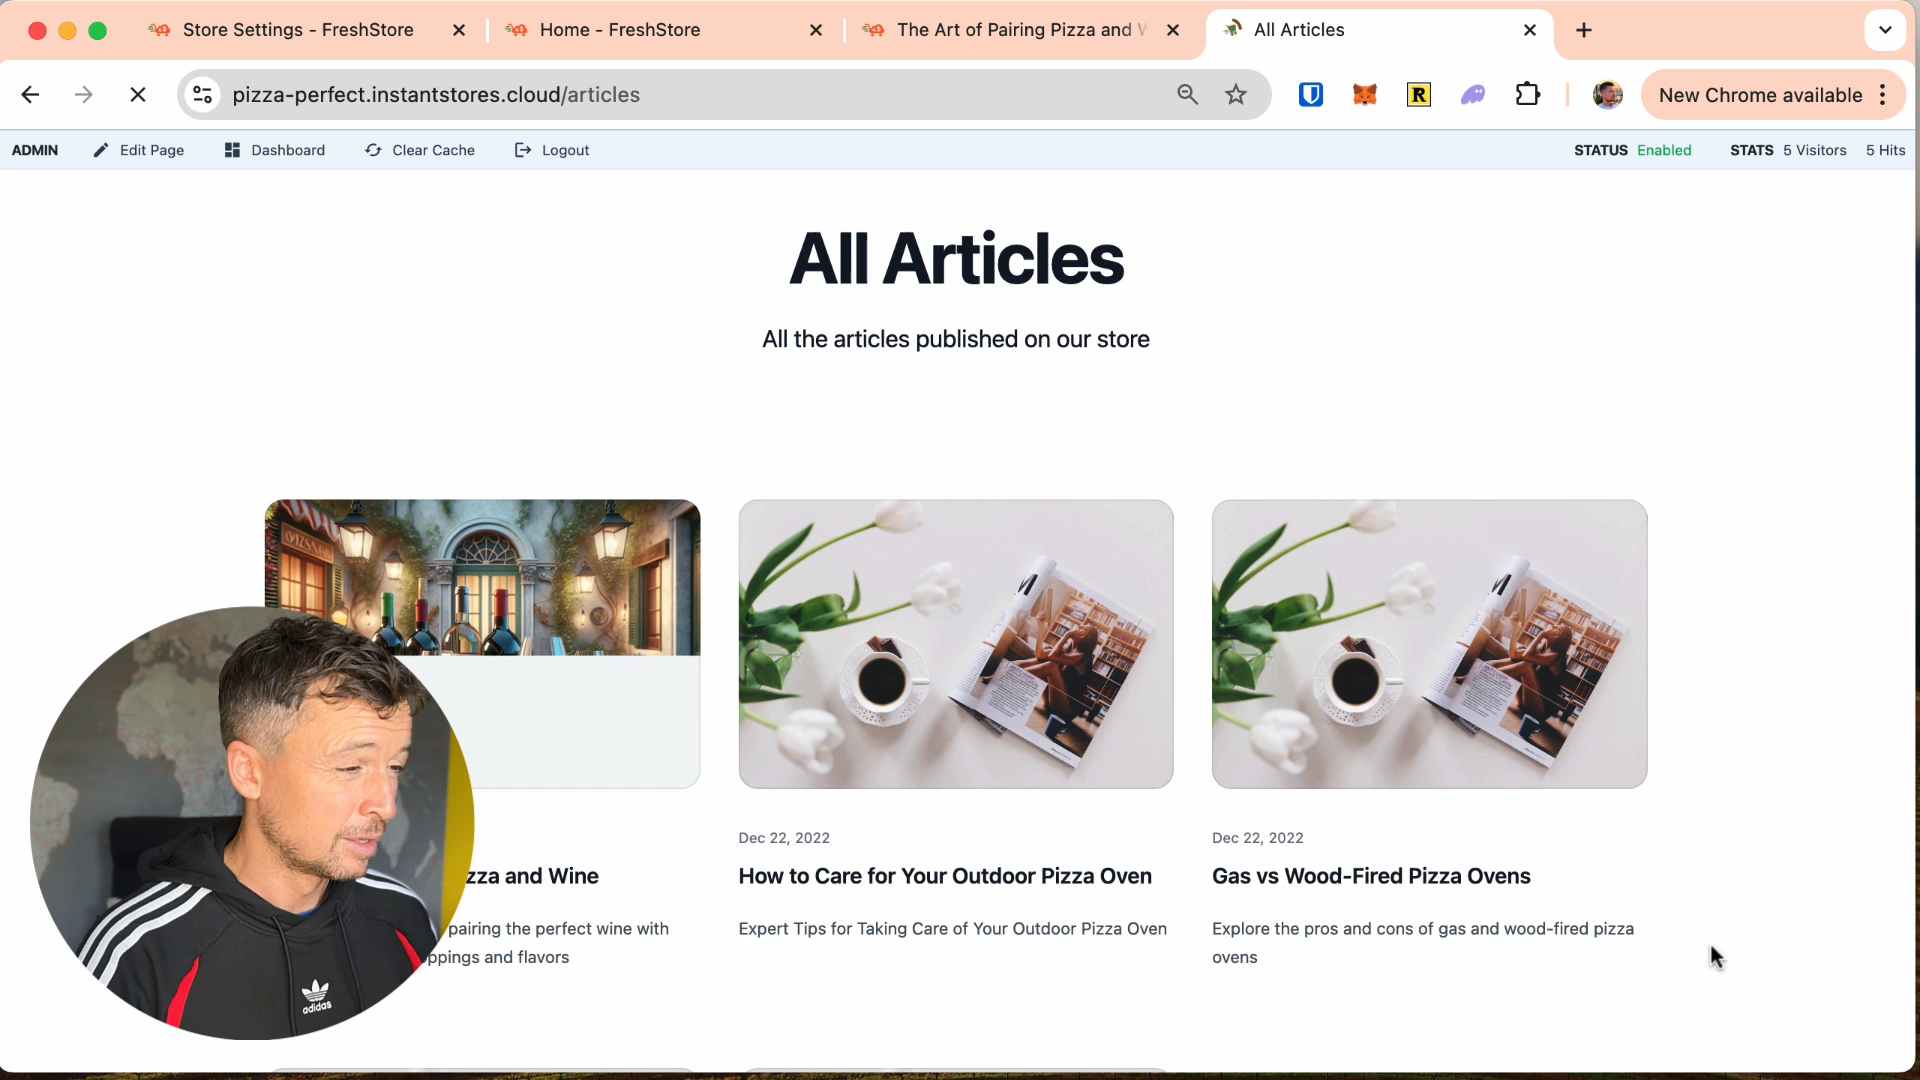 Store Settings - FreshStore
Home - FreshStore
The Art of Pairing Pizza and
All Articles
pizza-perfect.instantstores.cloud/articles
New Chrome available
ADMIN
Edit Page
Dashboard
Clear Cache
Logout
STATUS Enabled
STATS 5 Visitors
5 Hits
All Articles
All the articles published on our store
Dec 22, 2022
Dec 22, 2022
and Wine
How to Care for Your Outdoor Pizza Oven
Gas vs Wood-Fired Pizza Ovens
pairing the perfect wine with
and flavors
Expert Tips for Taking Care of Your Outdoor Pizza Oven
Explore the pros and cons of gas and wood-fired pizza
ovens
adidas